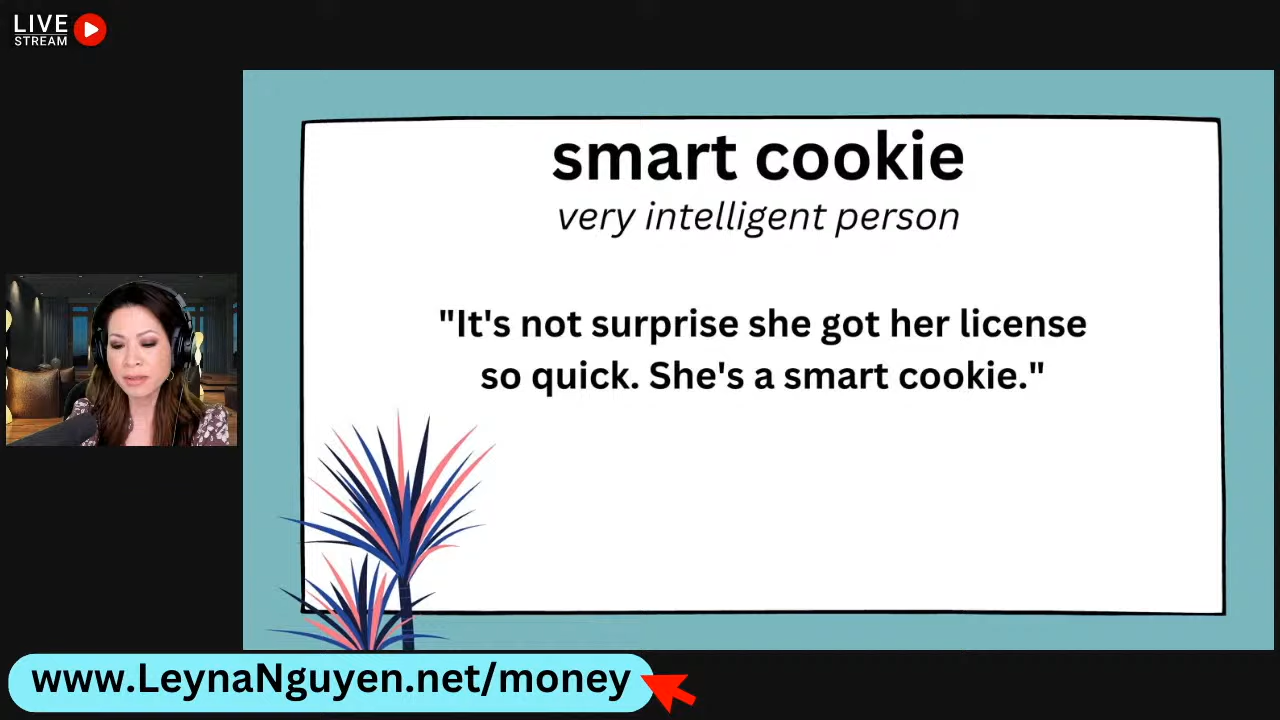 LIVE
STREAM
smart cookie
very intelligent person
"It's not surprise she got her license
so quick. She's a smart cookie."
www.LeynaNguyen.net/money